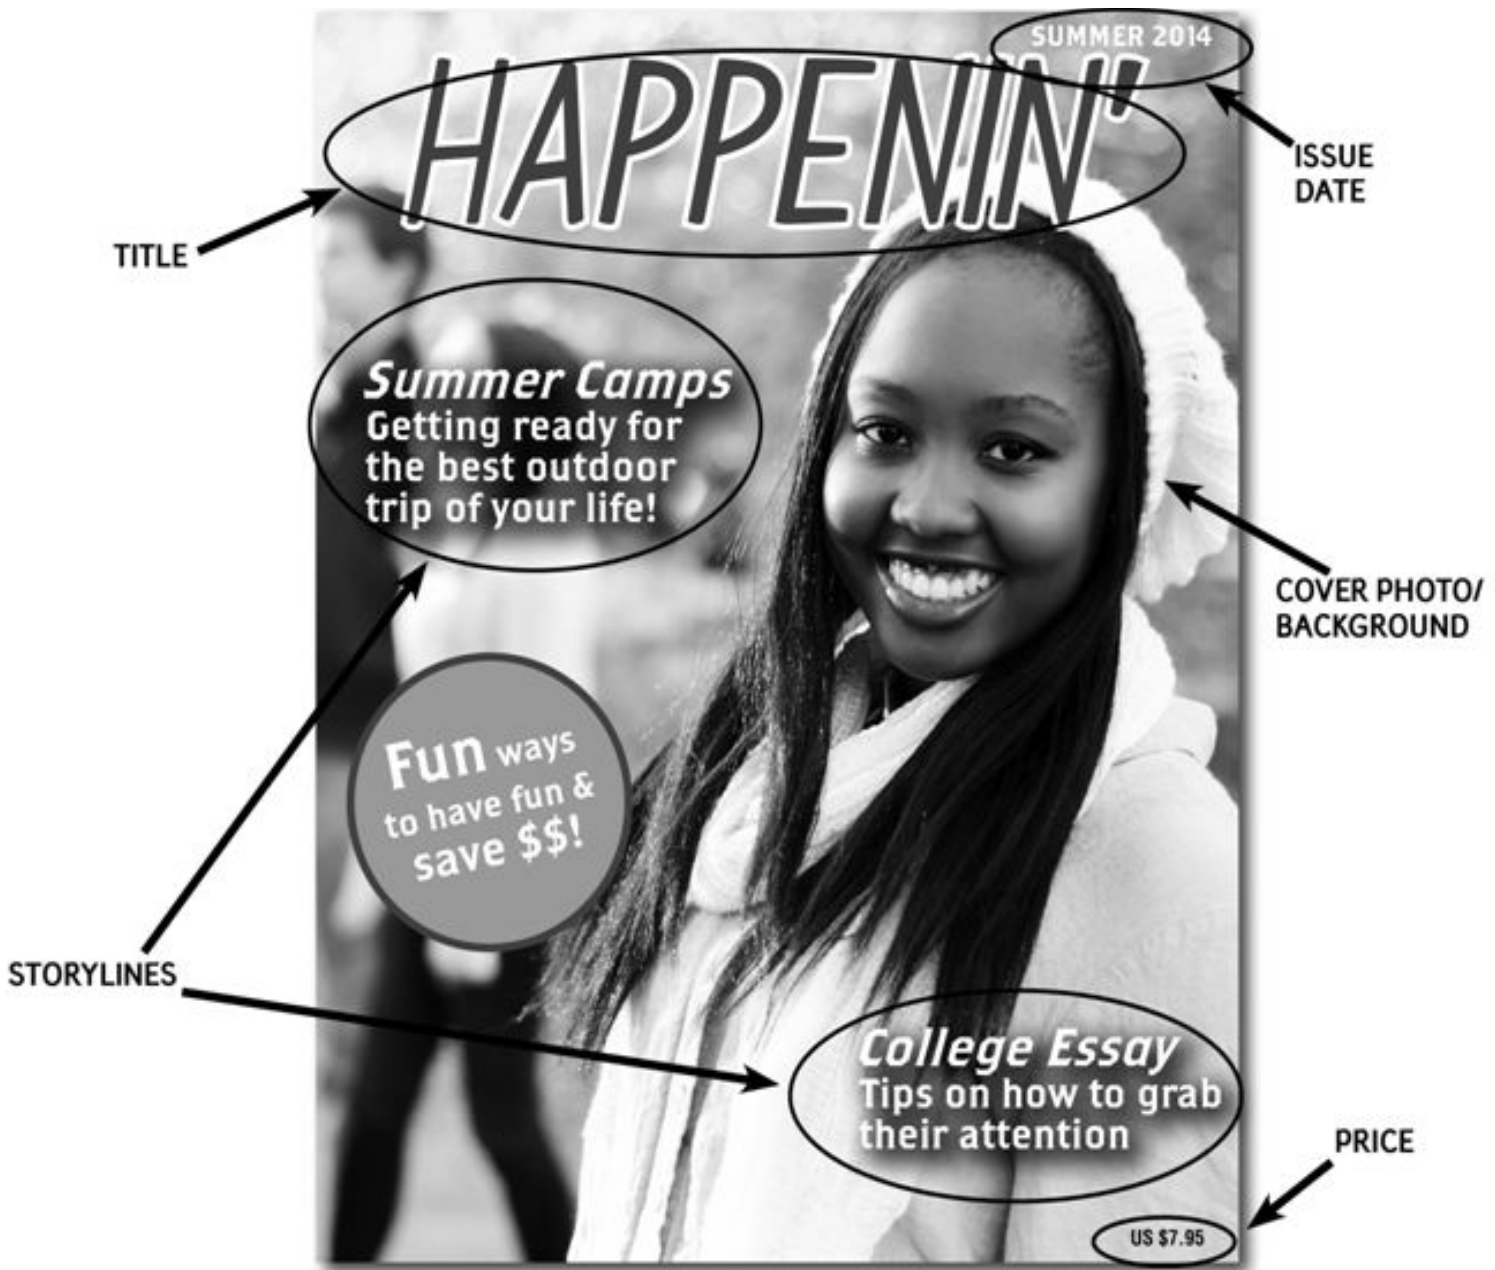 SUMMER 2014
HAPPENIN'
ISSUE
DATE
TITLE
Summer Camps
Getting ready for
the best outdoor
trip of your life!
COVER PHOTO/
BACKGROUND
Fun ways
to have fun &
save $$!
STORYLINES
College Essay
Tips on how to grab
their attention
PRICE
US $7.95